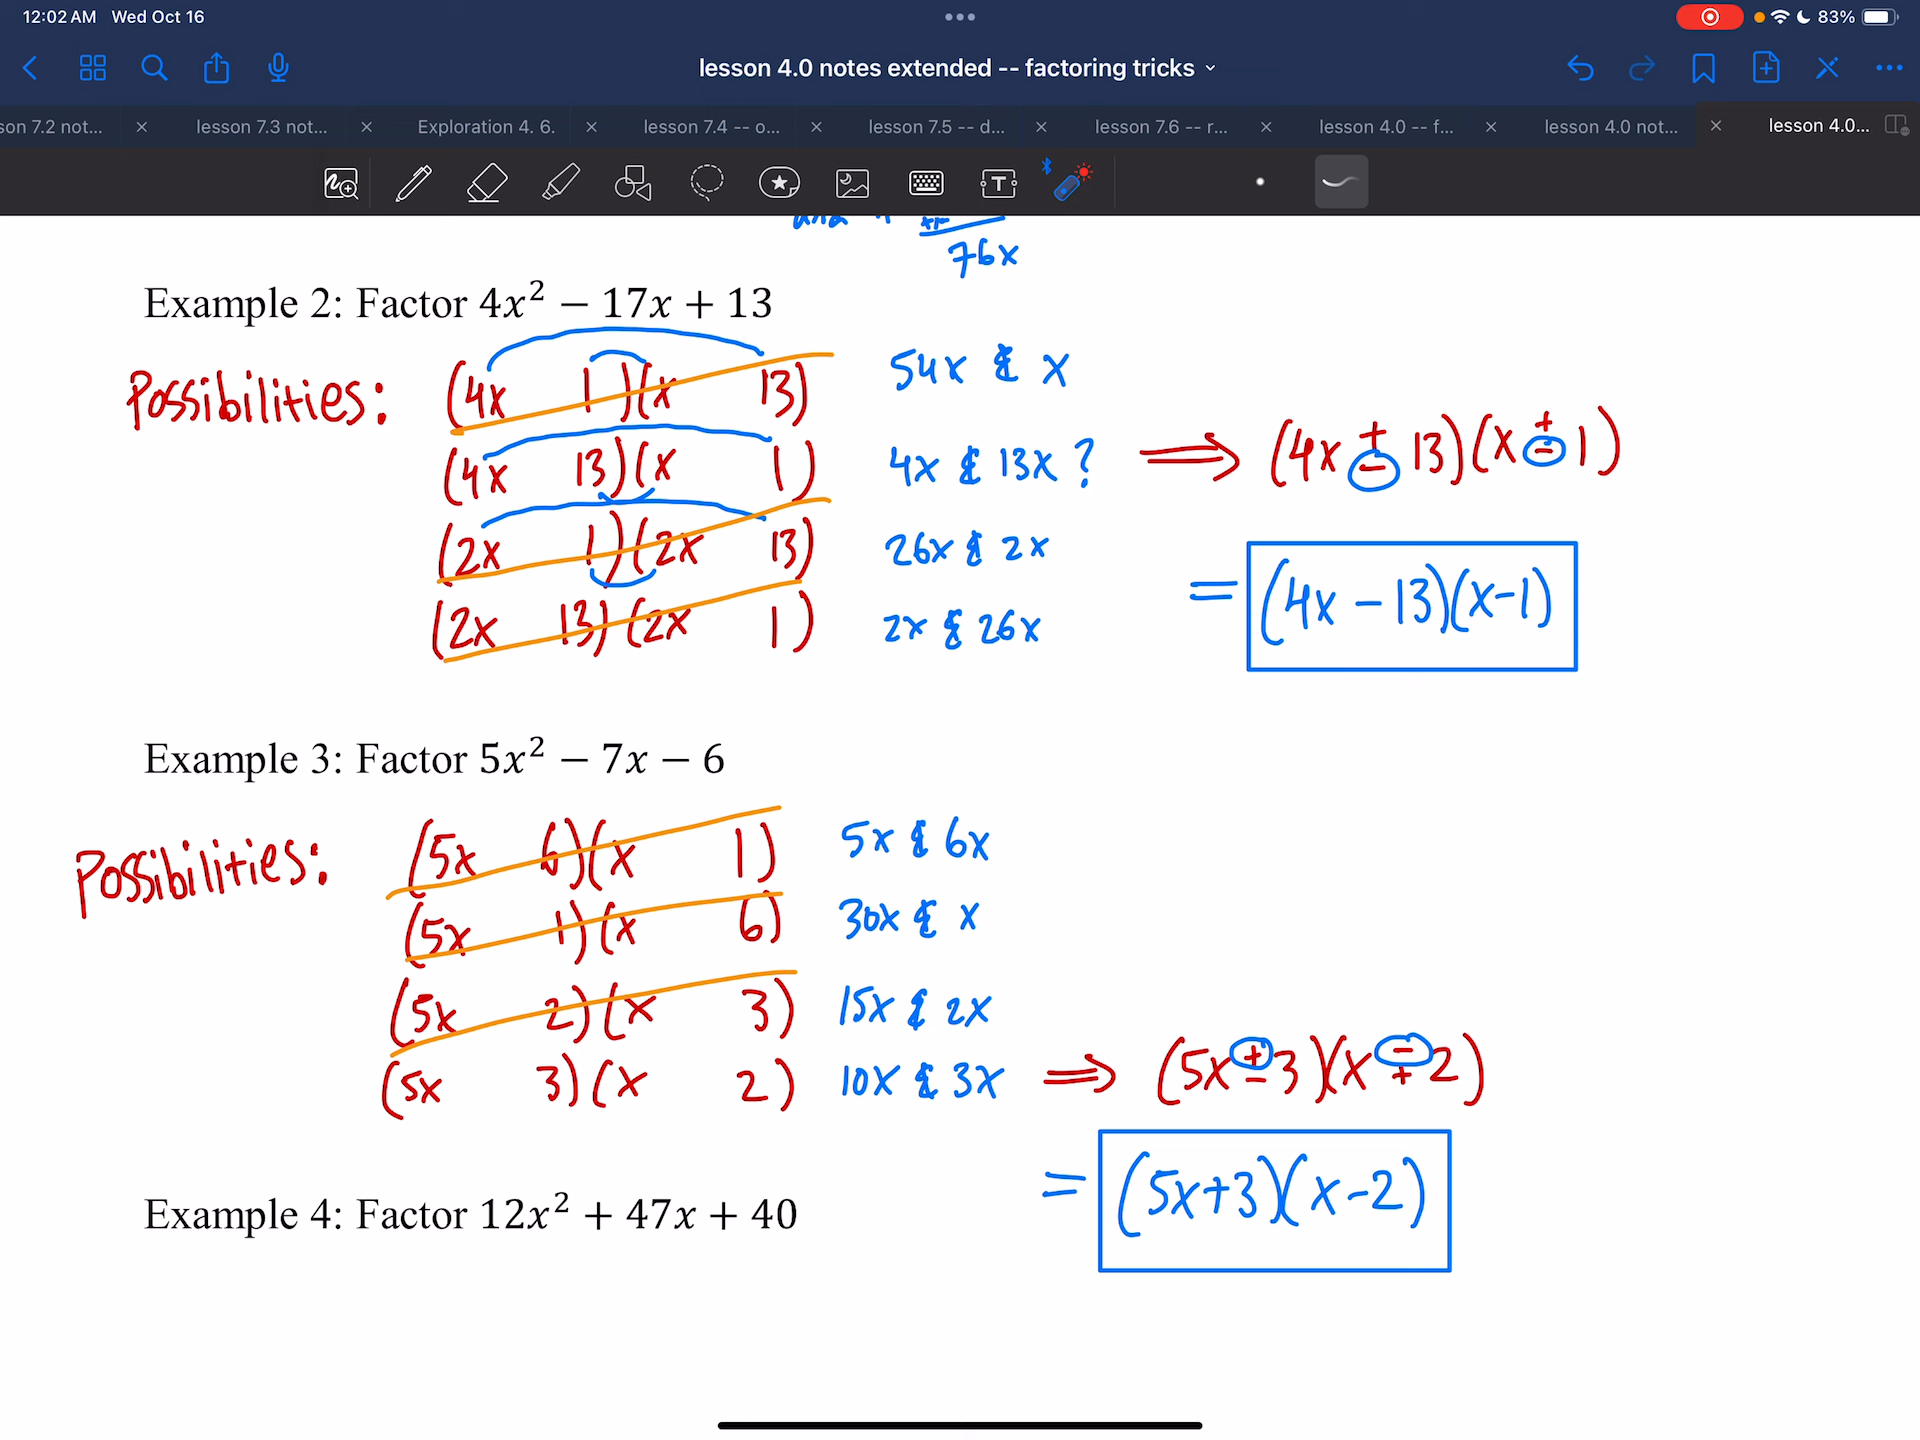 12:02 AM Wed Oct 16
83%
lesson 4.0 notes extended -- factoring tricks
son 7.2 not... × lesson 7.3 not... × Exploration 4. 6. × lesson 7.4 -- o... × lesson 7.5 -- d... × lesson 7.6 -- r... × lesson 4.0 -- f... × lesson 4.0 not... × lesson 4.0...
76x
Example 2: Factor 4x² − 17x + 13
Possibilities: (4x 1)(x 13) 54x & x
(4x 13)(x 1) 4x & 13x? ⟹ (4x ± 13)(x ± 1)
(2x 1)(2x 13) 26x & 2x
= (4x − 13)(x−1)
(2x 13)(2x 1) 2x & 26x
Example 3: Factor 5x² − 7x − 6
Possibilities: (5x 6)(x 1) 5x & 6x
(5x 1)(x 6) 30x & x
(5x 2)(x 3) 15x & 2x
(5x 3)(x 2) 10x & 3x ⟹ (5x ± 3)(x ∓ 2)
= (5x+3)(x−2)
Example 4: Factor 12x² + 47x + 40